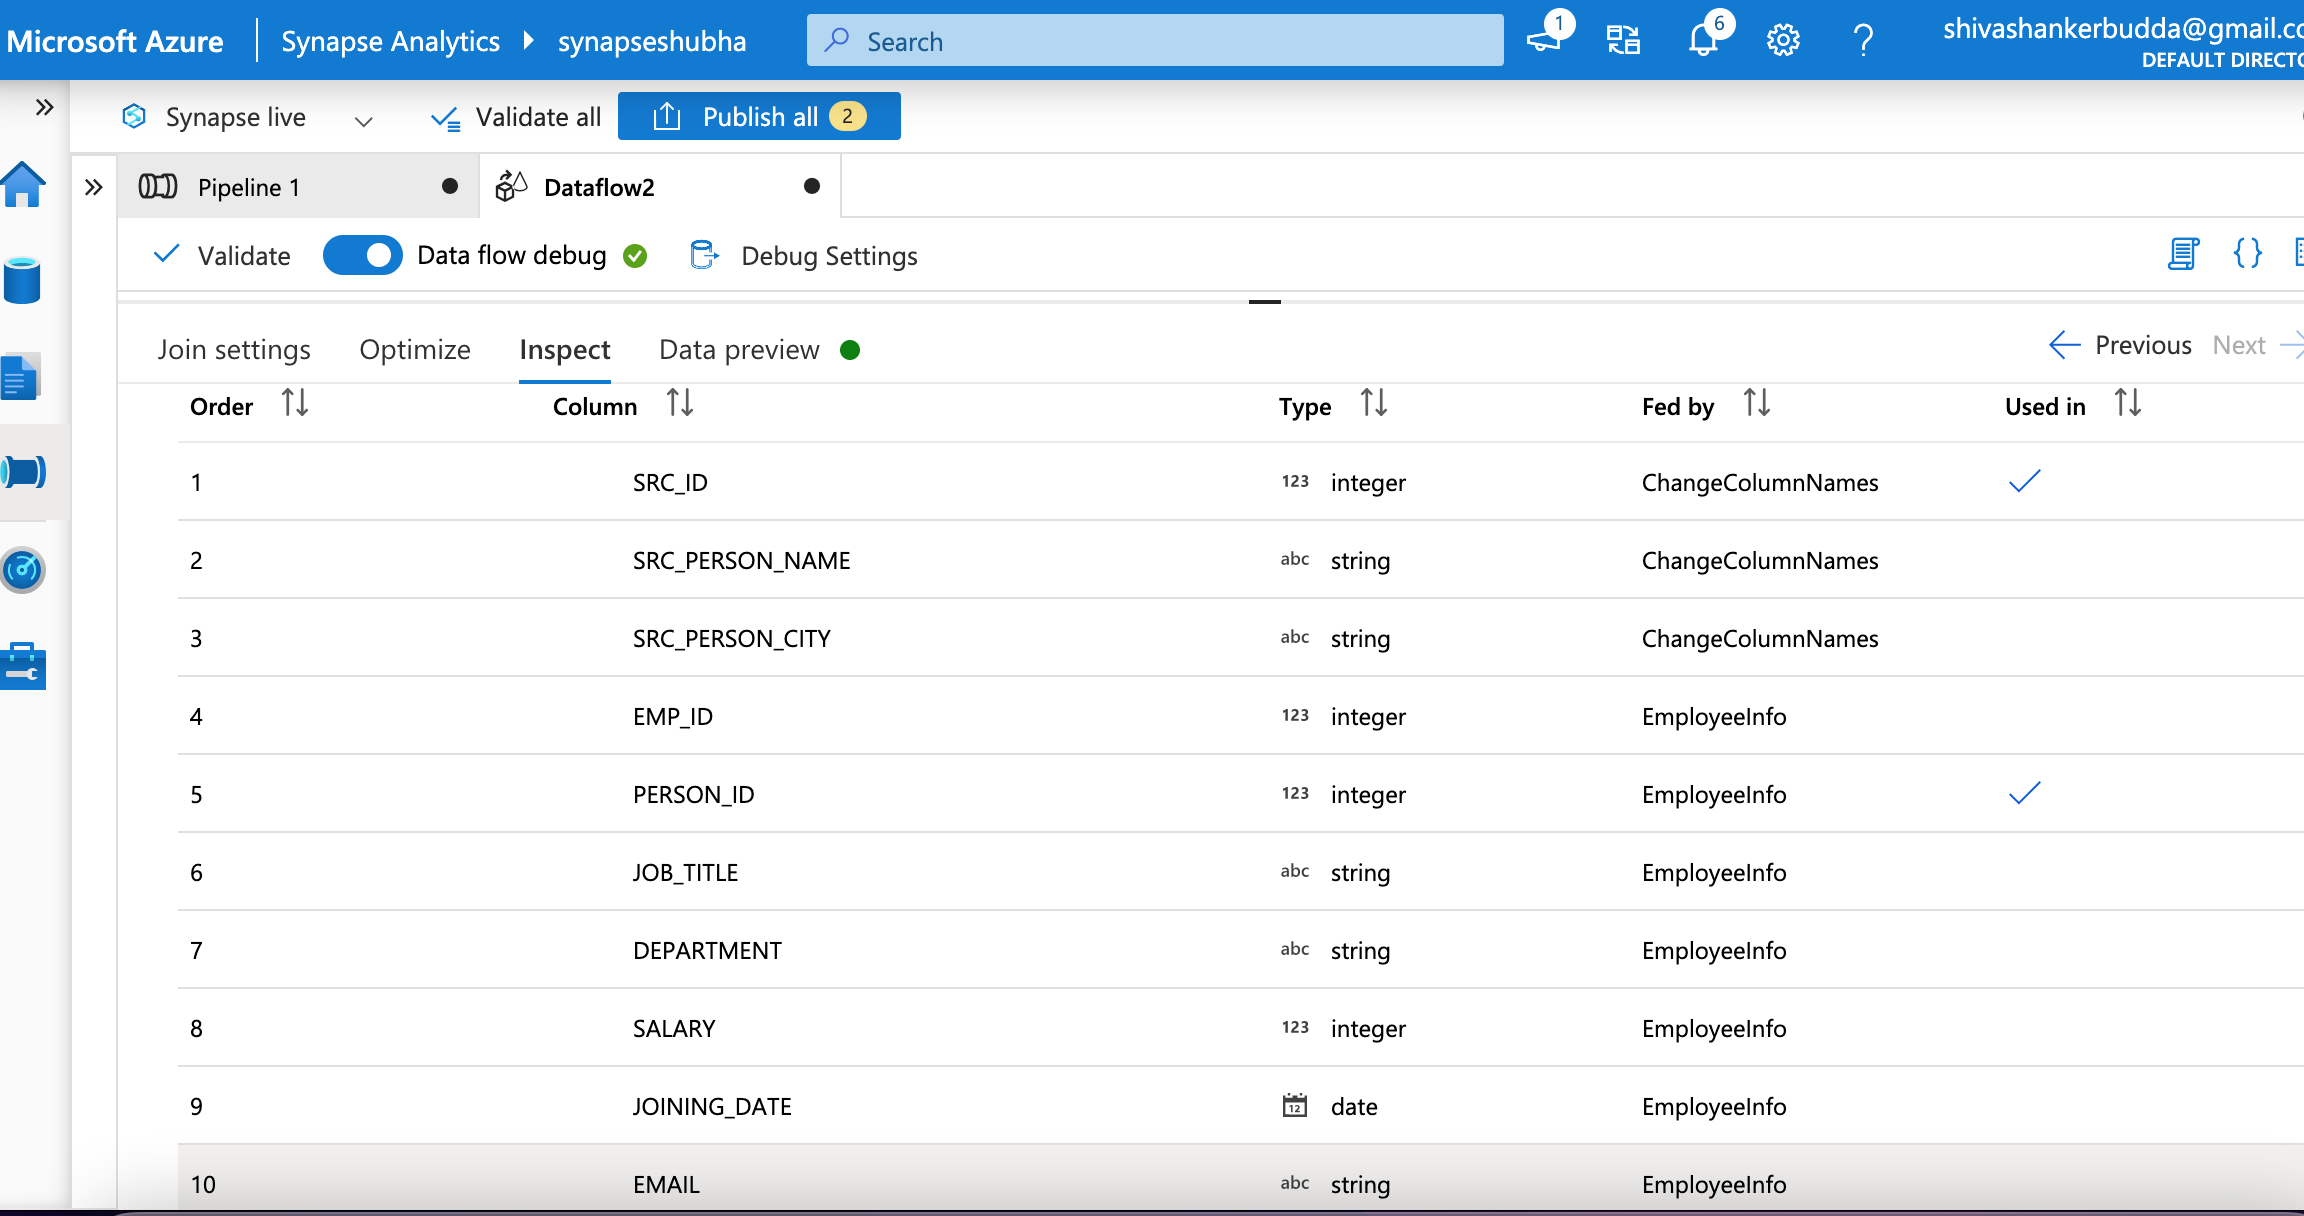 Microsoft Azure Synapse Analytics synapseshubha Search 1 6 shivashankerbudda@gmail.co
DEFAULT DIRECTO
Synapse live Validate all Publish all 2
Pipeline 1 Dataflow2
Validate Data flow debug Debug Settings
Join settings Optimize Inspect Data preview Previous Next
Order Column Type Fed by Used in
1 SRC_ID 123 integer ChangeColumnNames
2 SRC_PERSON_NAME abc string ChangeColumnNames
3 SRC_PERSON_CITY abc string ChangeColumnNames
4 EMP_ID 123 integer EmployeeInfo
5 PERSON_ID 123 integer EmployeeInfo
6 JOB_TITLE abc string EmployeeInfo
7 DEPARTMENT abc string EmployeeInfo
8 SALARY 123 integer EmployeeInfo
9 JOINING_DATE 12 date EmployeeInfo
10 EMAIL abc string EmployeeInfo